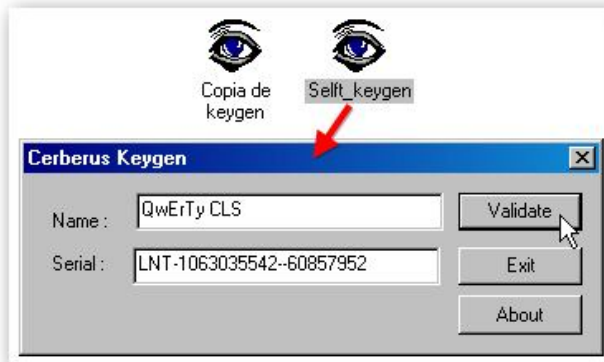 Copia de
keygen
Selft_keygen
Cerberus Keygen
Name :
QwErTy CLS
Validate
Serial :
LNT-1063035542--60857952
Exit
About